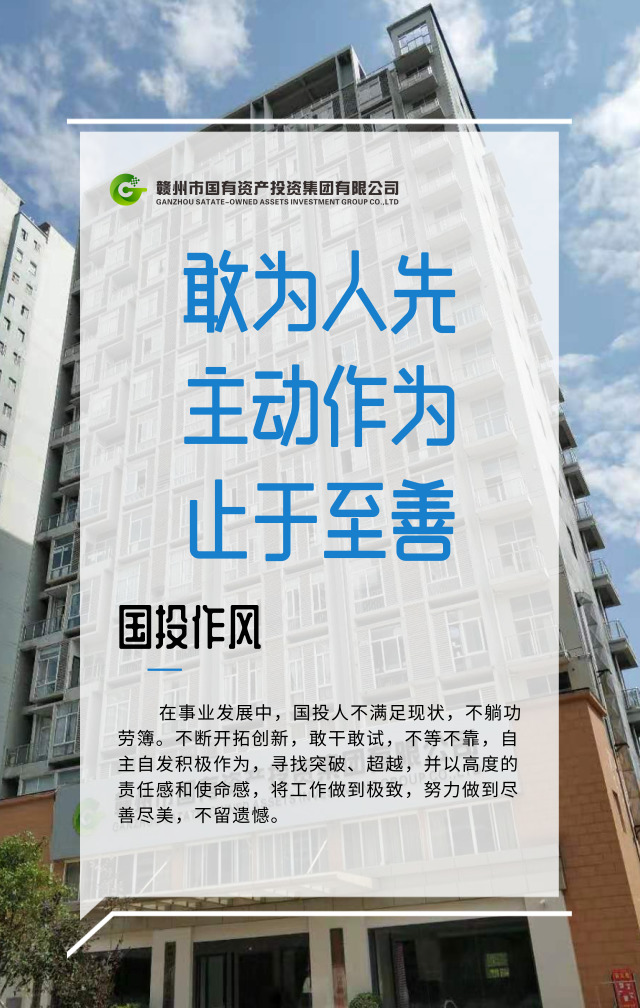 赣州市国有资产投资集团有限公司
GANZHOU SATATE-OWNED ASSETS INVESTMENT GROUP CO.,LTD
敢为人先
主动作为
止于至善
国投作风
在事业发展中，国投人不满足现状，不躺功
劳簿。不断开拓创新，敢干敢试，不等不靠，自
主自发积极作为，寻找突破、超越，并以高度的
责任感和使命感，将工作做到极致，努力做到尽
善尽美，不留遗憾。